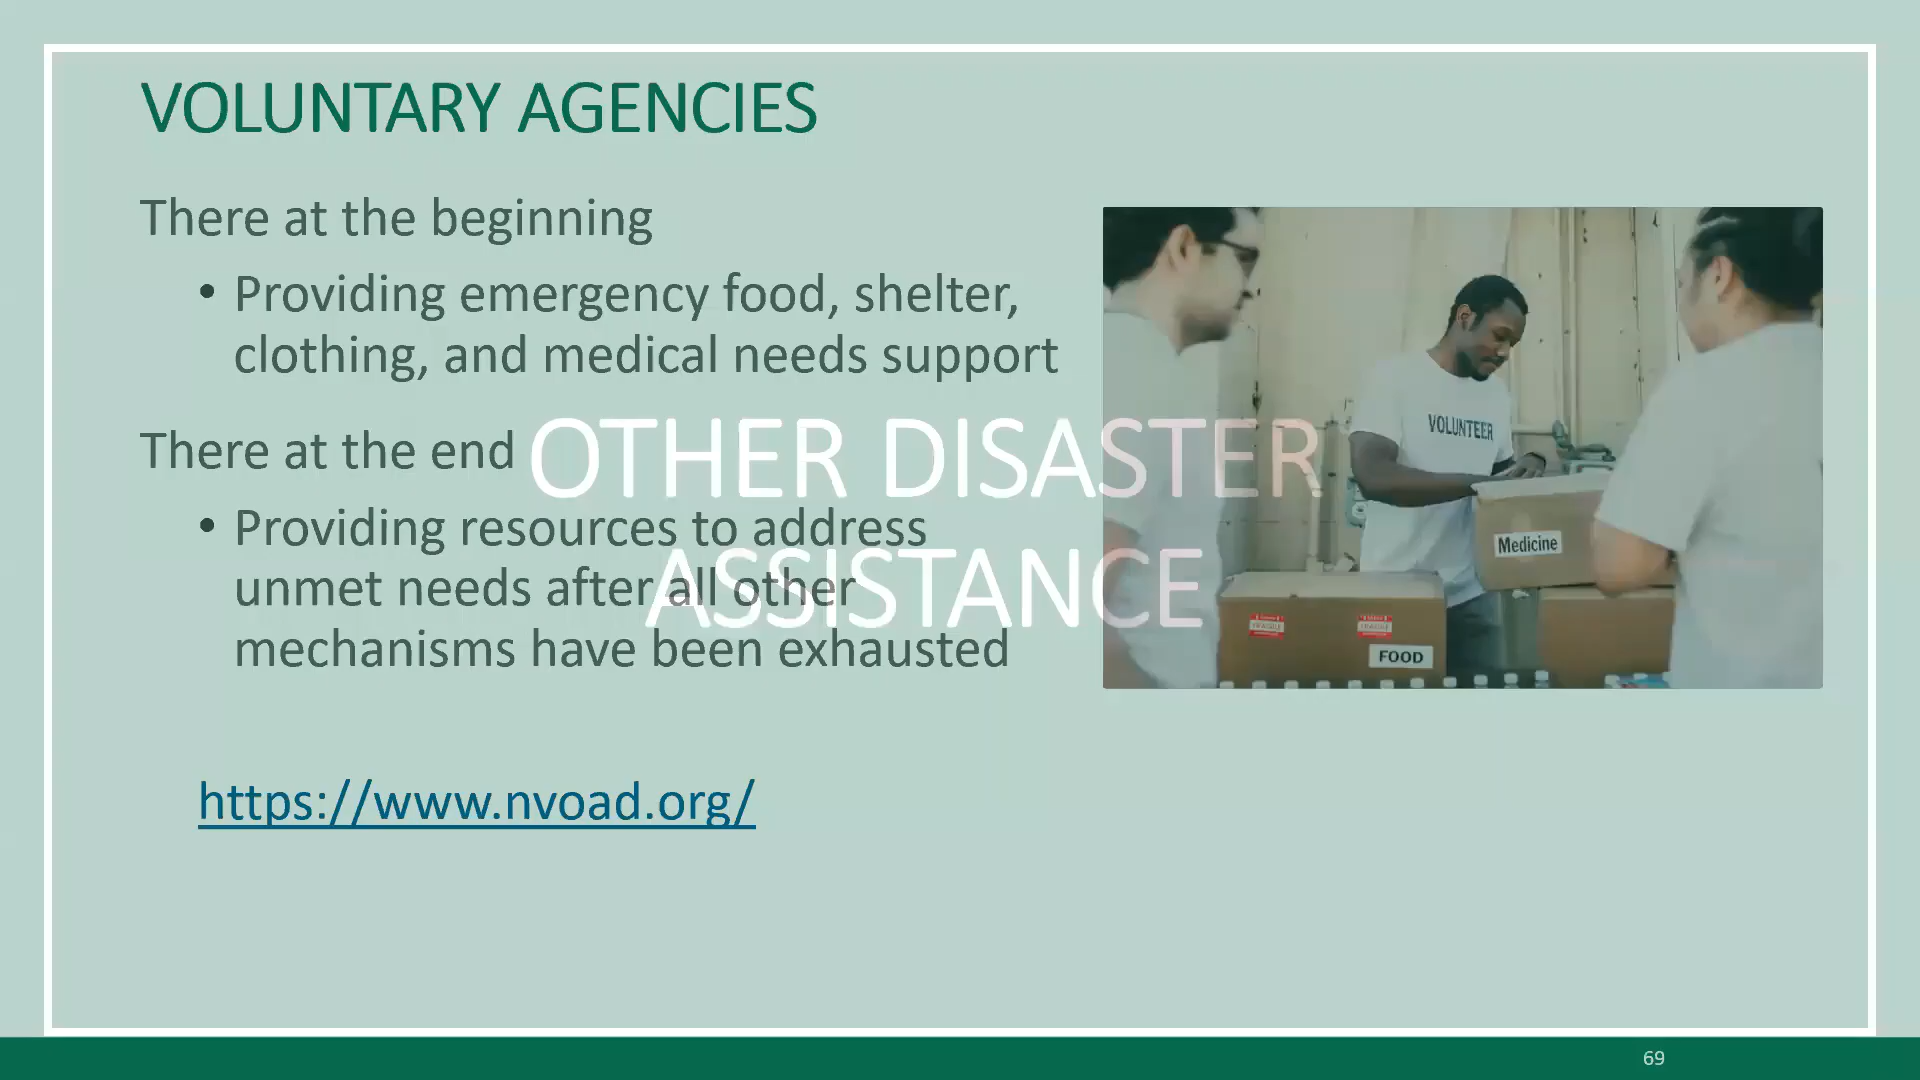 VOLUNTARY AGENCIES
There at the beginning
• Providing emergency food, shelter,
clothing, and medical needs support
There at the end
• Providing resources to address
unmet needs after all other
mechanisms have been exhausted
https://www.nvoad.org/
OTHER DISASTER
ASSISTANCE
VOLUNTEER
Medicine
FRAGILE
FRAGILE
FOOD
69